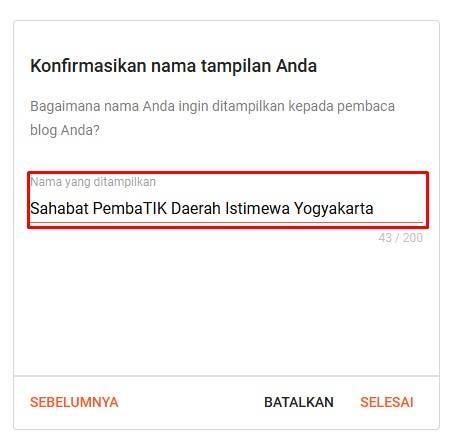 Konfirmasikan nama tampilan Anda
Bagaimana nama Anda ingin ditampilkan kepada pembaca
blog Anda?
Nama yang ditampilkan
Sahabat PembaTIK Daerah Istimewa Yogyakarta
43 / 200
SEBELUMNYA BATALKAN SELESAI